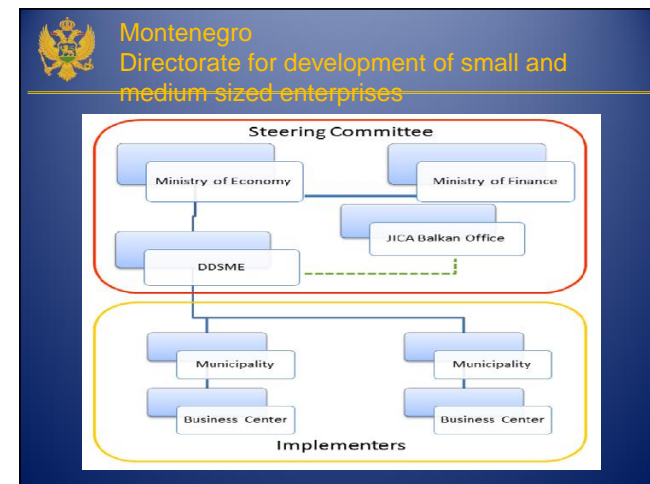 Montenegro
Directorate for development of small and
medium sized enterprises
Steering Committee
Ministry of Economy
Ministry of Finance
JICA Balkan Office
DDSME
Municipality
Municipality
Business Center
Business Center
Implementers